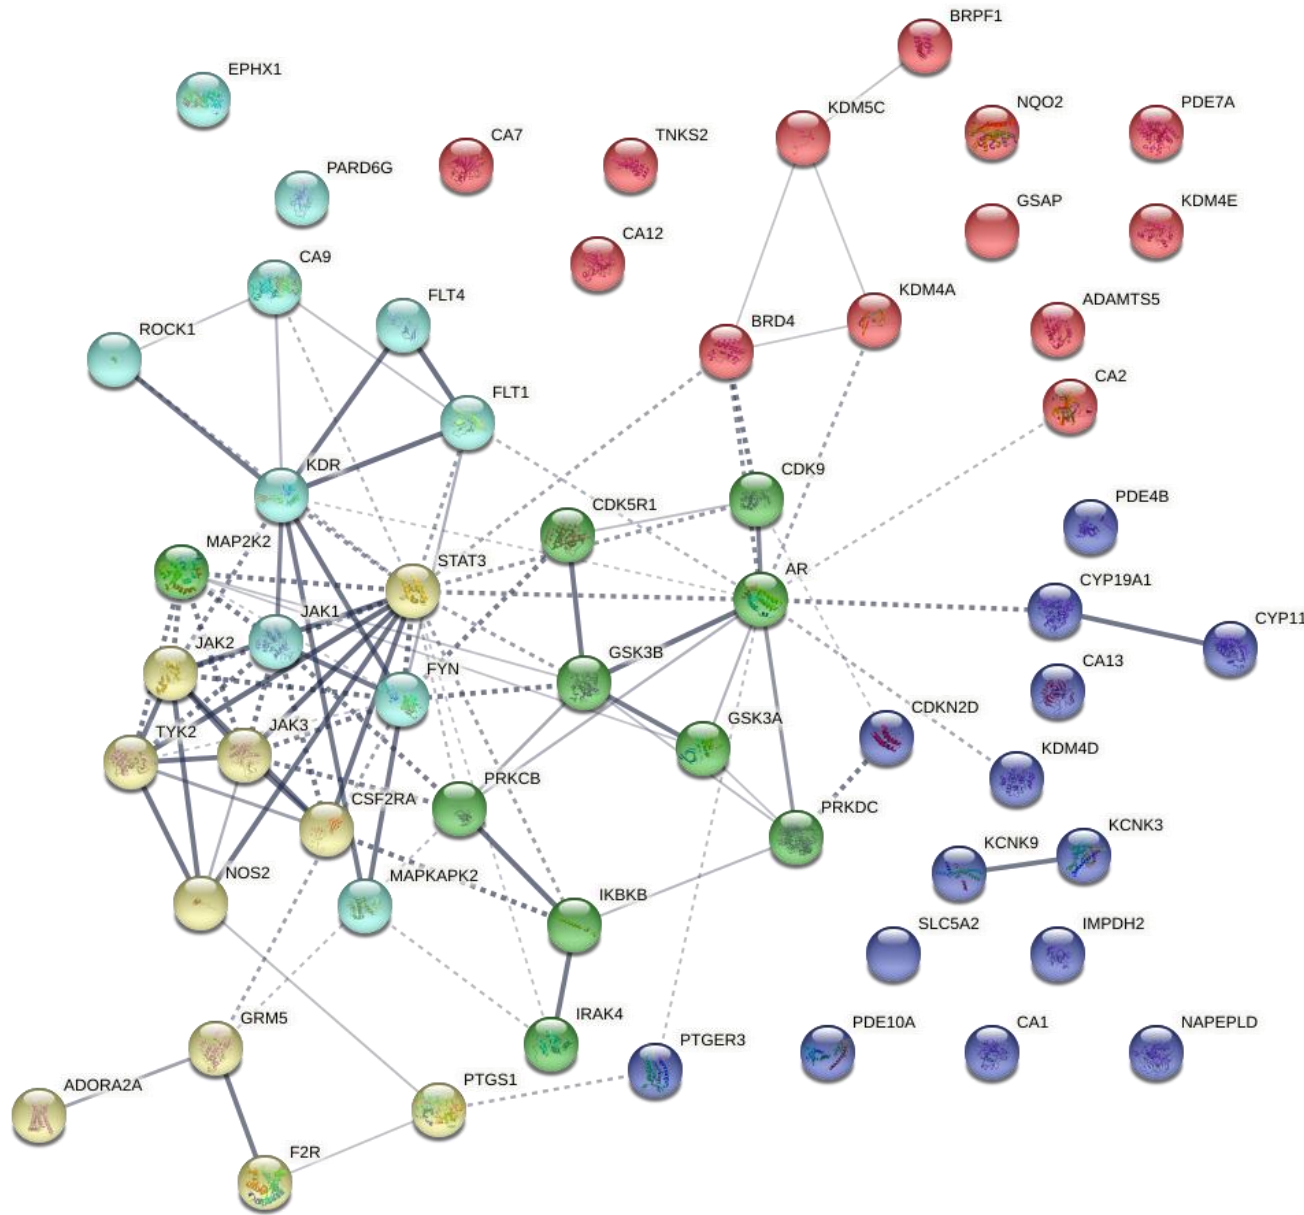 BRPF1
EPHX1
KDM5C
NQO2
PDE7A
CA7
TNKS2
PARD6G
GSAP
KDM4E
CA12
CA9
FLT4
KDM4A
ADAMTS5
ROCK1
BRD4
CA2
FLT1
KDR
CDK9
CDK5R1
PDE4B
MAP2K2
STAT3
AR
CYP19A1
JAK1
CYP11
JAK2
FYN
GSK3B
CA13
TYK2
JAK3
GSK3A
CDKN2D
KDM4D
PRKCB
CSF2RA
PRKDC
KCNK9
KCNK3
NOS2
MAPKAPK2
IKBKB
SLC5A2
IMPDH2
GRM5
IRAK4
PTGER3
PDE10A
CA1
NAPEPLD
ADORA2A
PTGS1
F2R